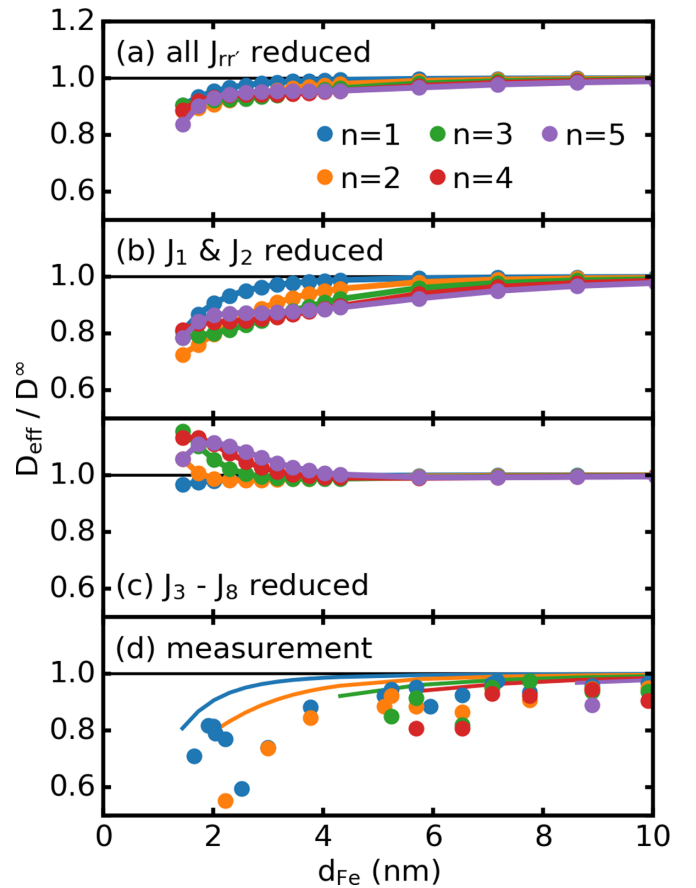 1.2
(a) all Jᵣᵣ′ reduced
1.0
n=1 n=3 n=5
0.8
n=2 n=4
0.6
(b) J₁ & J₂ reduced
1.0
0.8
0.6
D_eff / D^∞
1.0
0.8
0.6
(c) J₃ - J₈ reduced
(d) measurement
1.0
0.8
0.6
0 2 4 6 8 10
d_Fe (nm)